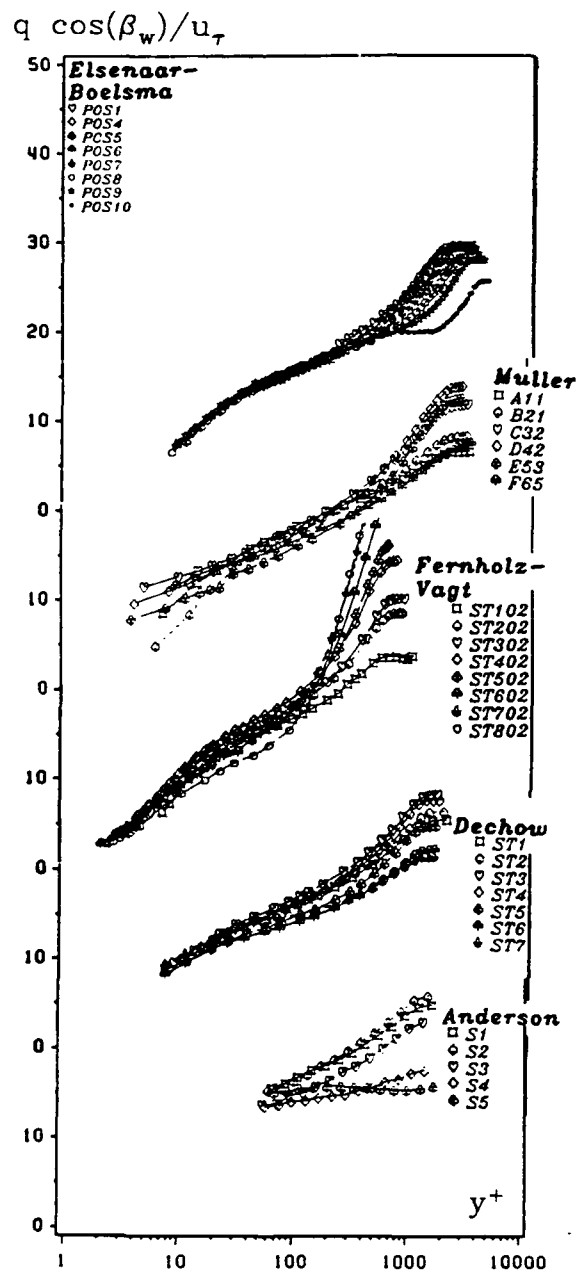 q cos(β_w)/u_τ
50
Elsenaar-
Boelsma
POS1
POS4
PCS5
POS6
POS7
POS8
POS9
POS10
40
30
20
Muller
A11
B21
C32
D42
E53
F65
10
0
Fernholz-
Vagt
ST102
ST202
ST302
ST402
ST502
ST602
ST702
ST802
10
0
10
Dechow
ST1
ST2
ST3
ST4
ST5
ST6
ST7
0
10
Anderson
S1
S2
S3
S4
S5
0
10
y⁺
0
1 10 100 1000 10000